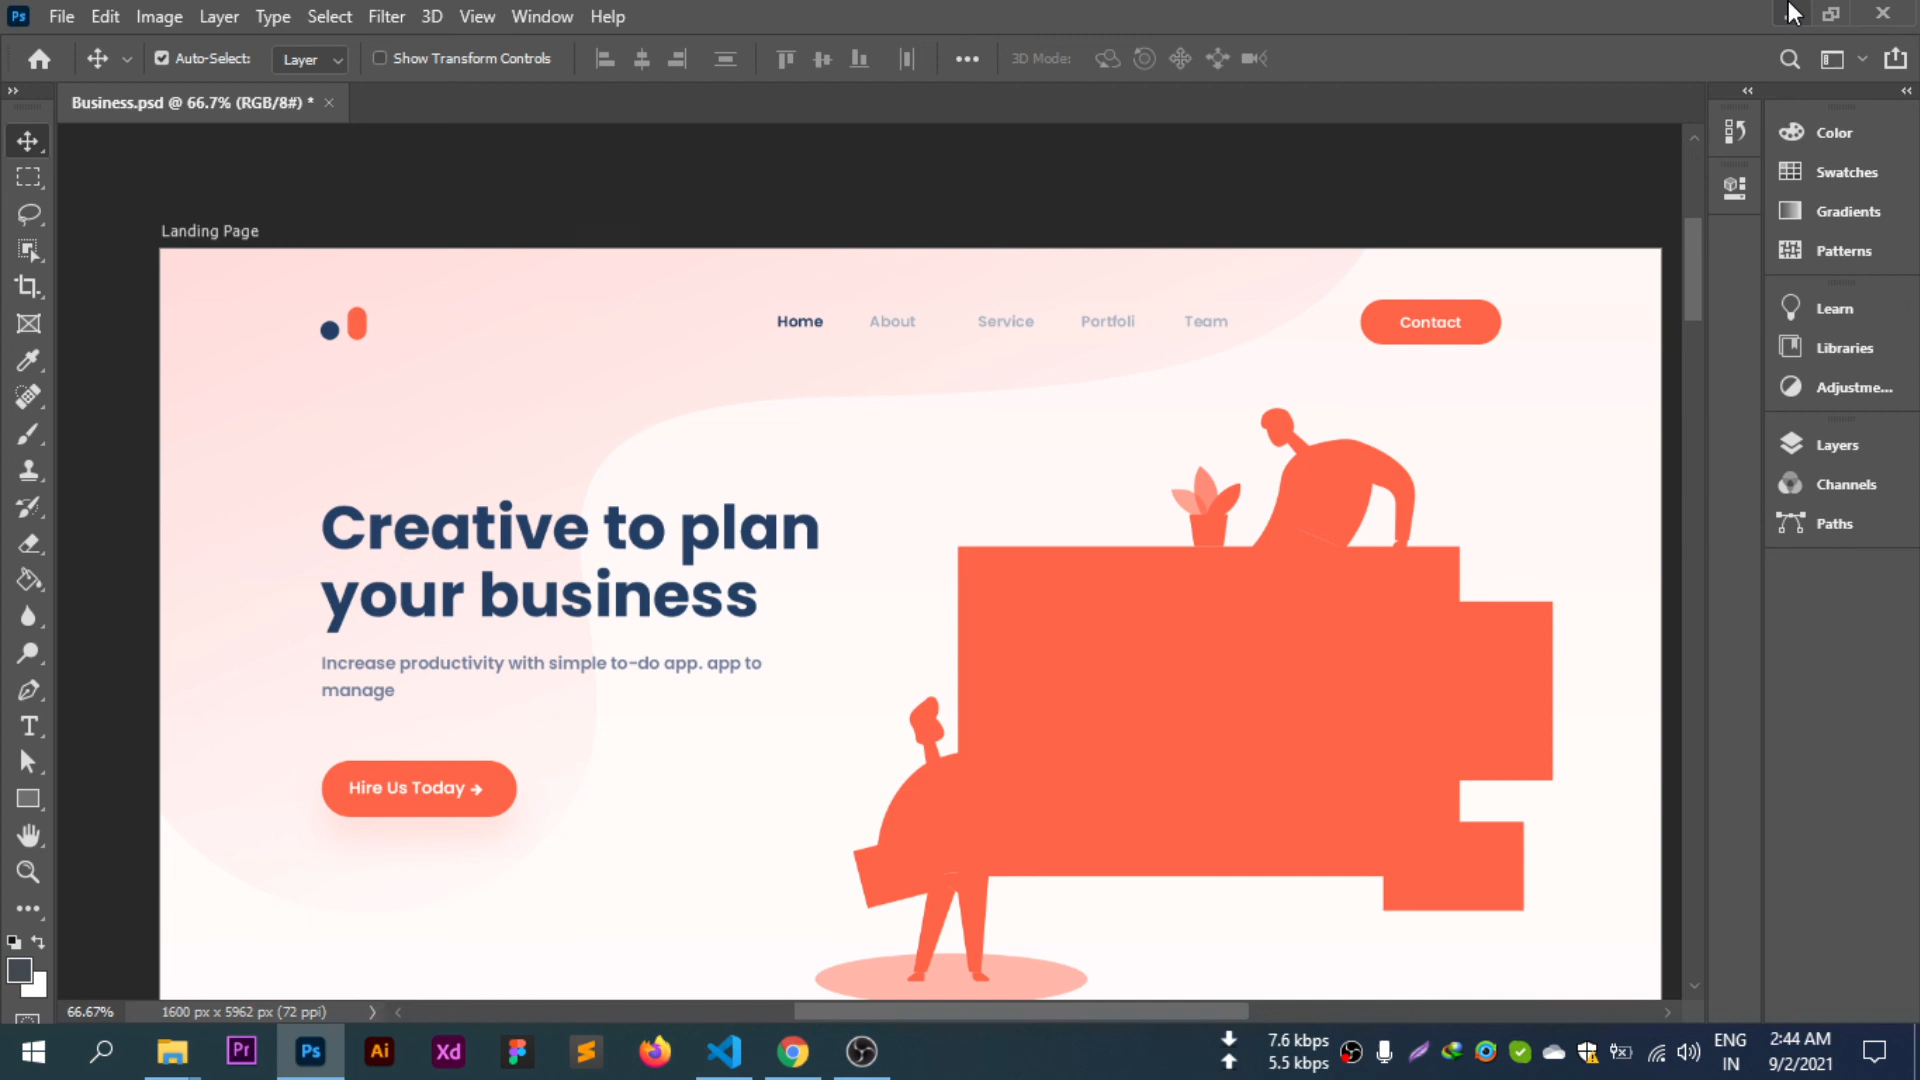 Ps File Edit Image Layer Type Select Filter 3D View Window Help
Auto-Select: Layer Show Transform Controls 3D Mode:
Business.psd @ 66.7% (RGB/8#) *
Color
Swatches
Gradients
Patterns
Learn
Libraries
Adjustme...
Layers
Channels
Paths
Landing Page
Home About Service Portfoli Team Contact
Creative to plan
your business
Increase productivity with simple to-do app. app to
manage
Hire Us Today →
66.67% 1600 px x 5962 px (72 ppi)
Pr Ps Ai Xd
7.6 kbps
5.5 kbps
ENG
IN
2:44 AM
9/2/2021